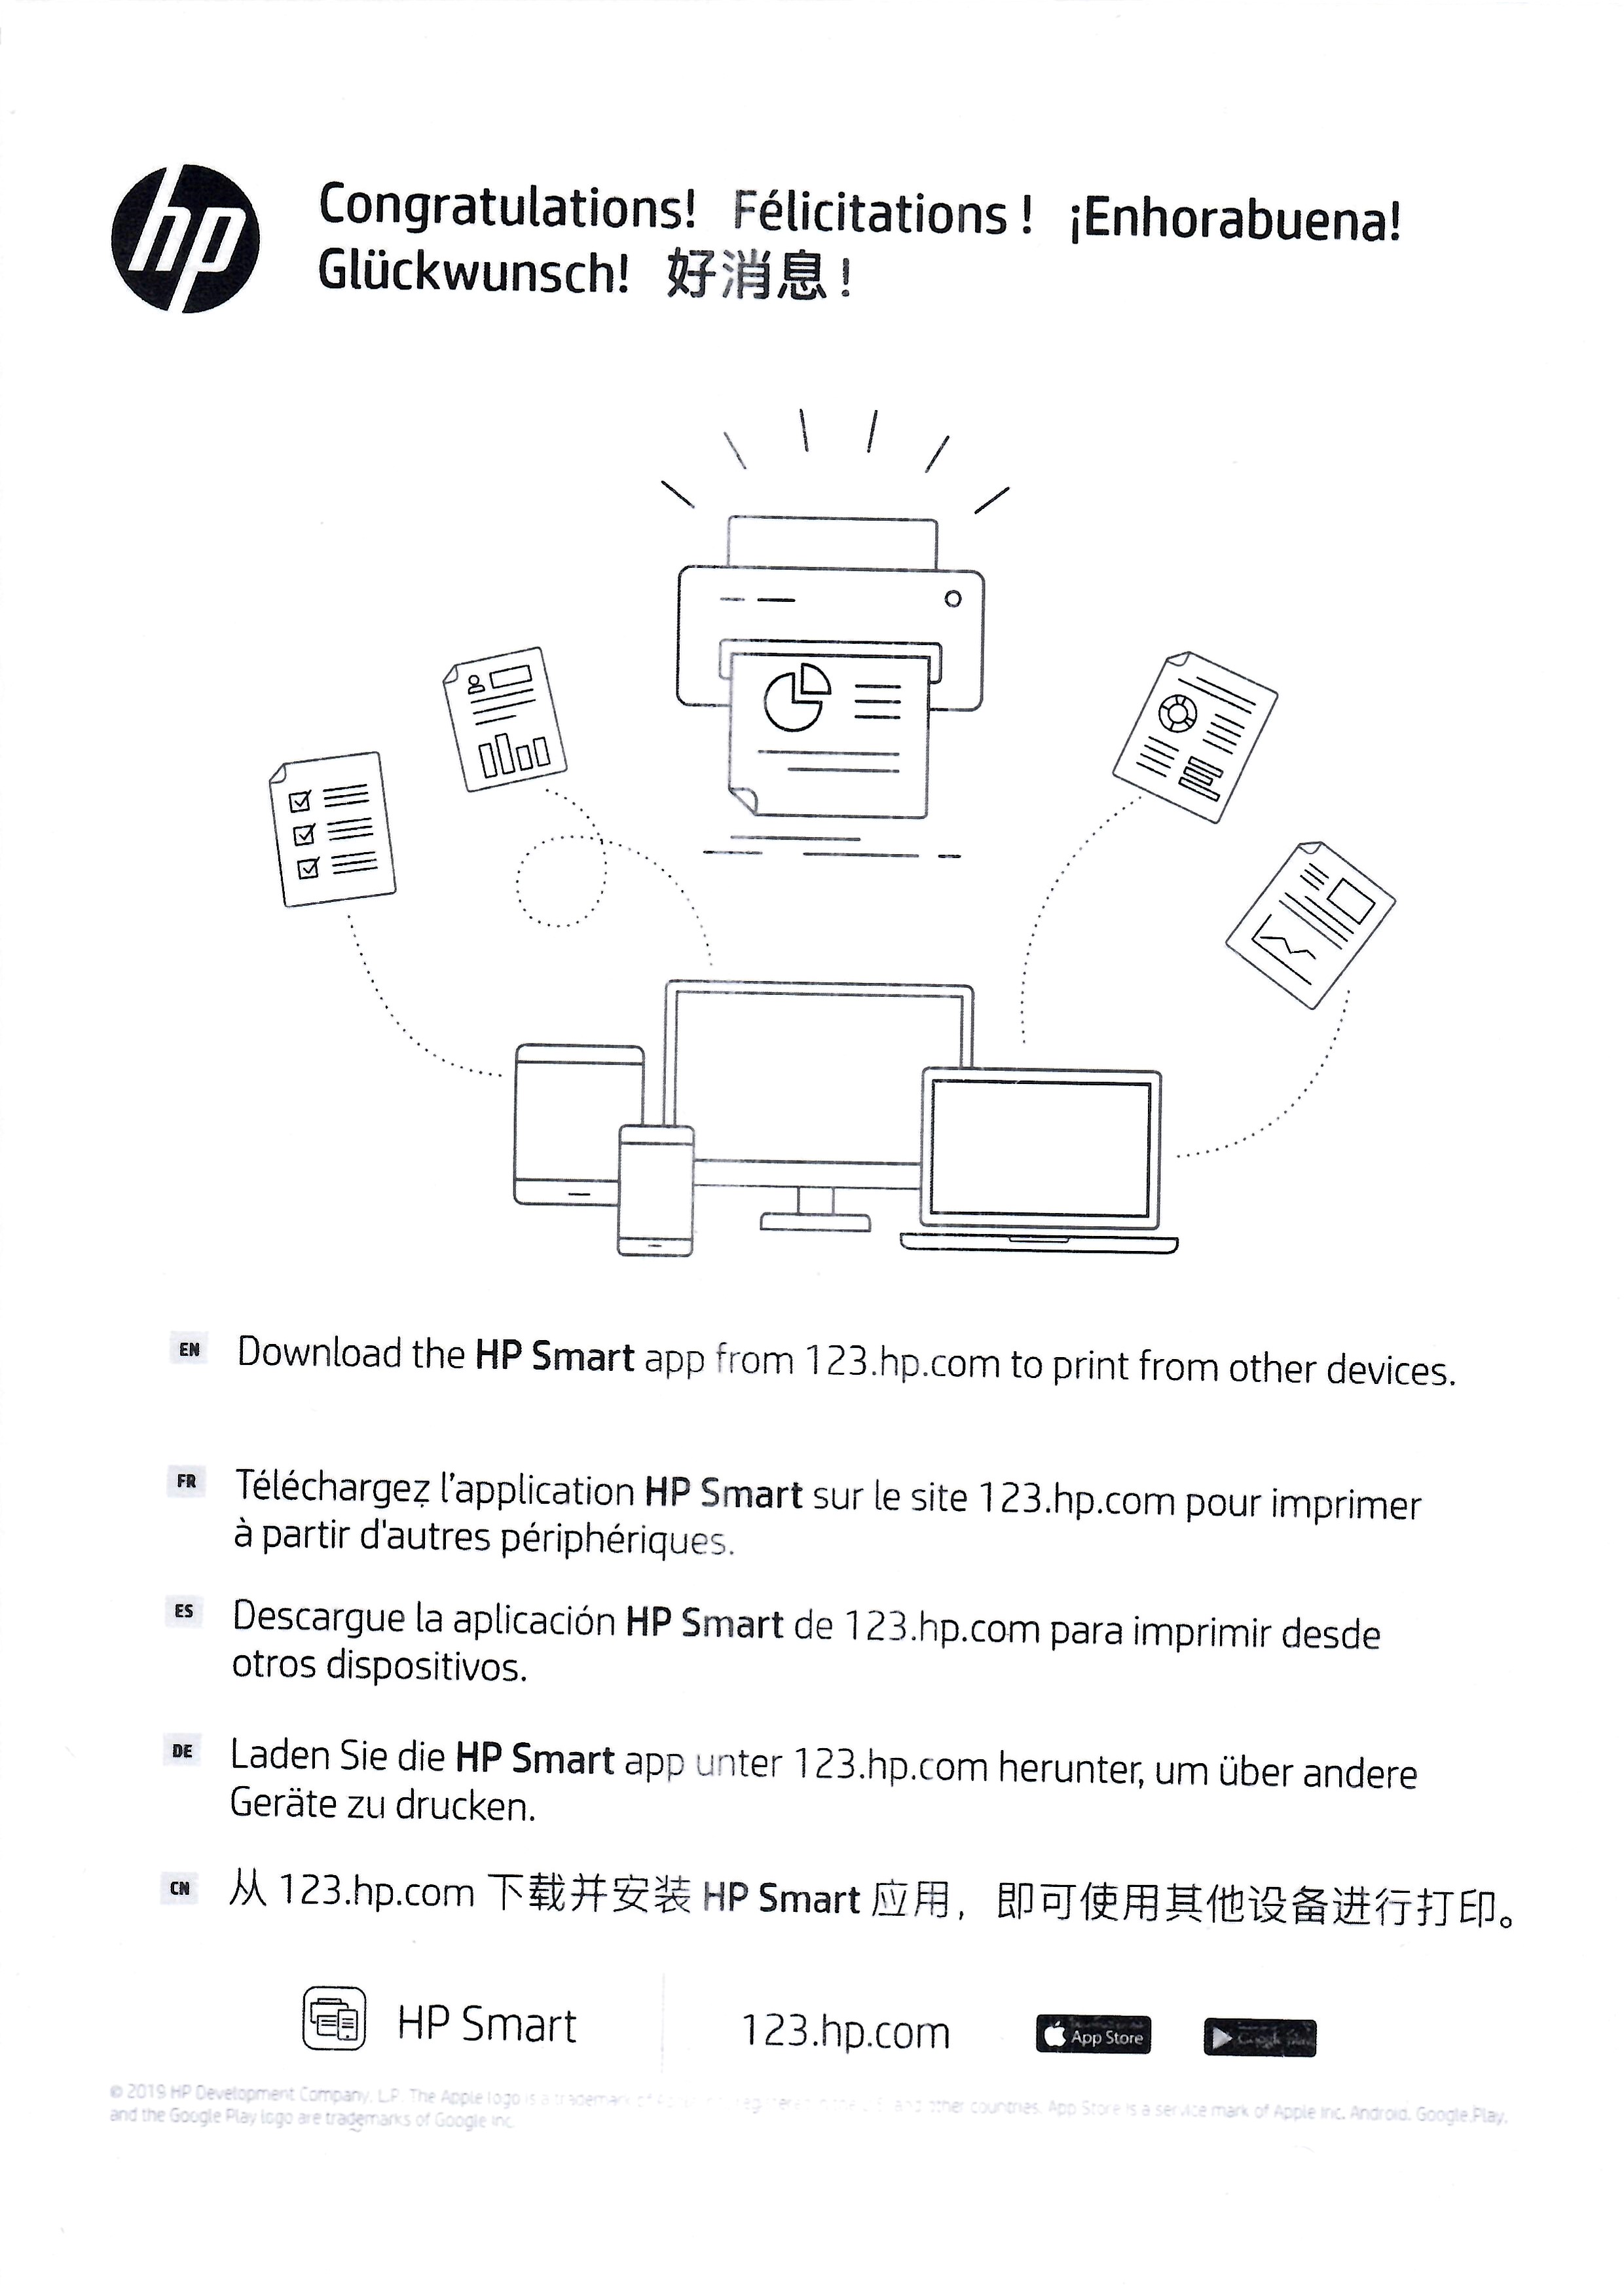 hp
Congratulations! Félicitations ! ¡Enhorabuena!
Glückwunsch! 好消息！
EN Download the HP Smart app from 123.hp.com to print from other devices.
FR Téléchargez l'application HP Smart sur le site 123.hp.com pour imprimer
à partir d'autres périphériques.
ES Descargue la aplicación HP Smart de 123.hp.com para imprimir desde
otros dispositivos.
DE Laden Sie die HP Smart app unter 123.hp.com herunter, um über andere
Geräte zu drucken.
CN 从 123.hp.com 下载并安装 HP Smart 应用，即可使用其他设备进行打印。
HP Smart 123.hp.com App Store Google Play
© 2019 HP Development Company, L.P. The Apple logo is a trademark of and other countries. App Store is a service mark of Apple Inc. Android, Google Play,
and the Google Play logo are trademarks of Google Inc.